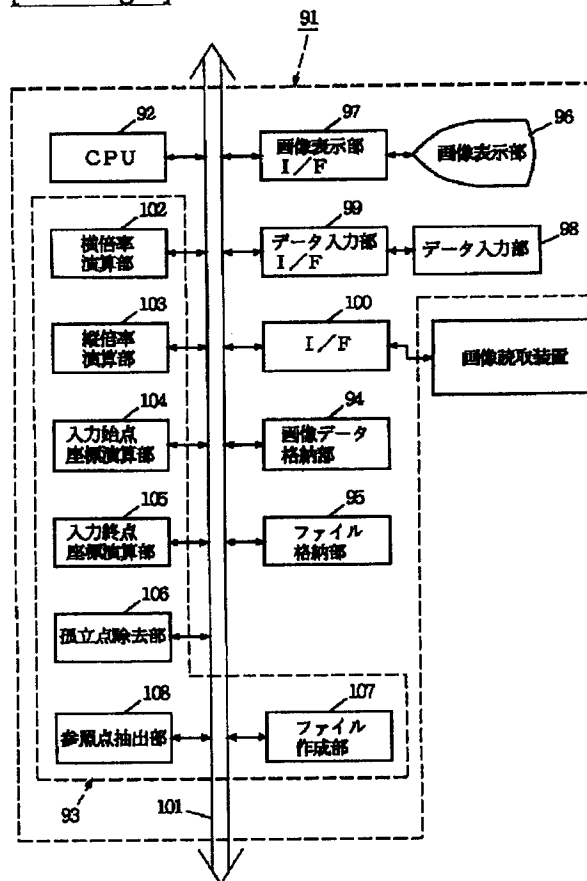 91
92
CPU
97
画像表示部
I/F
96
画像表示部
102
横倍率
演算部
99
データ入力部
I/F
98
データ入力部
103
縦倍率
演算部
100
I/F
画像読取装置
104
入力始点
座標演算部
94
画像データ
格納部
105
入力終点
座標演算部
95
ファイル
格納部
106
孤立点除去部
108
参照点抽出部
107
ファイル
作成部
93
101